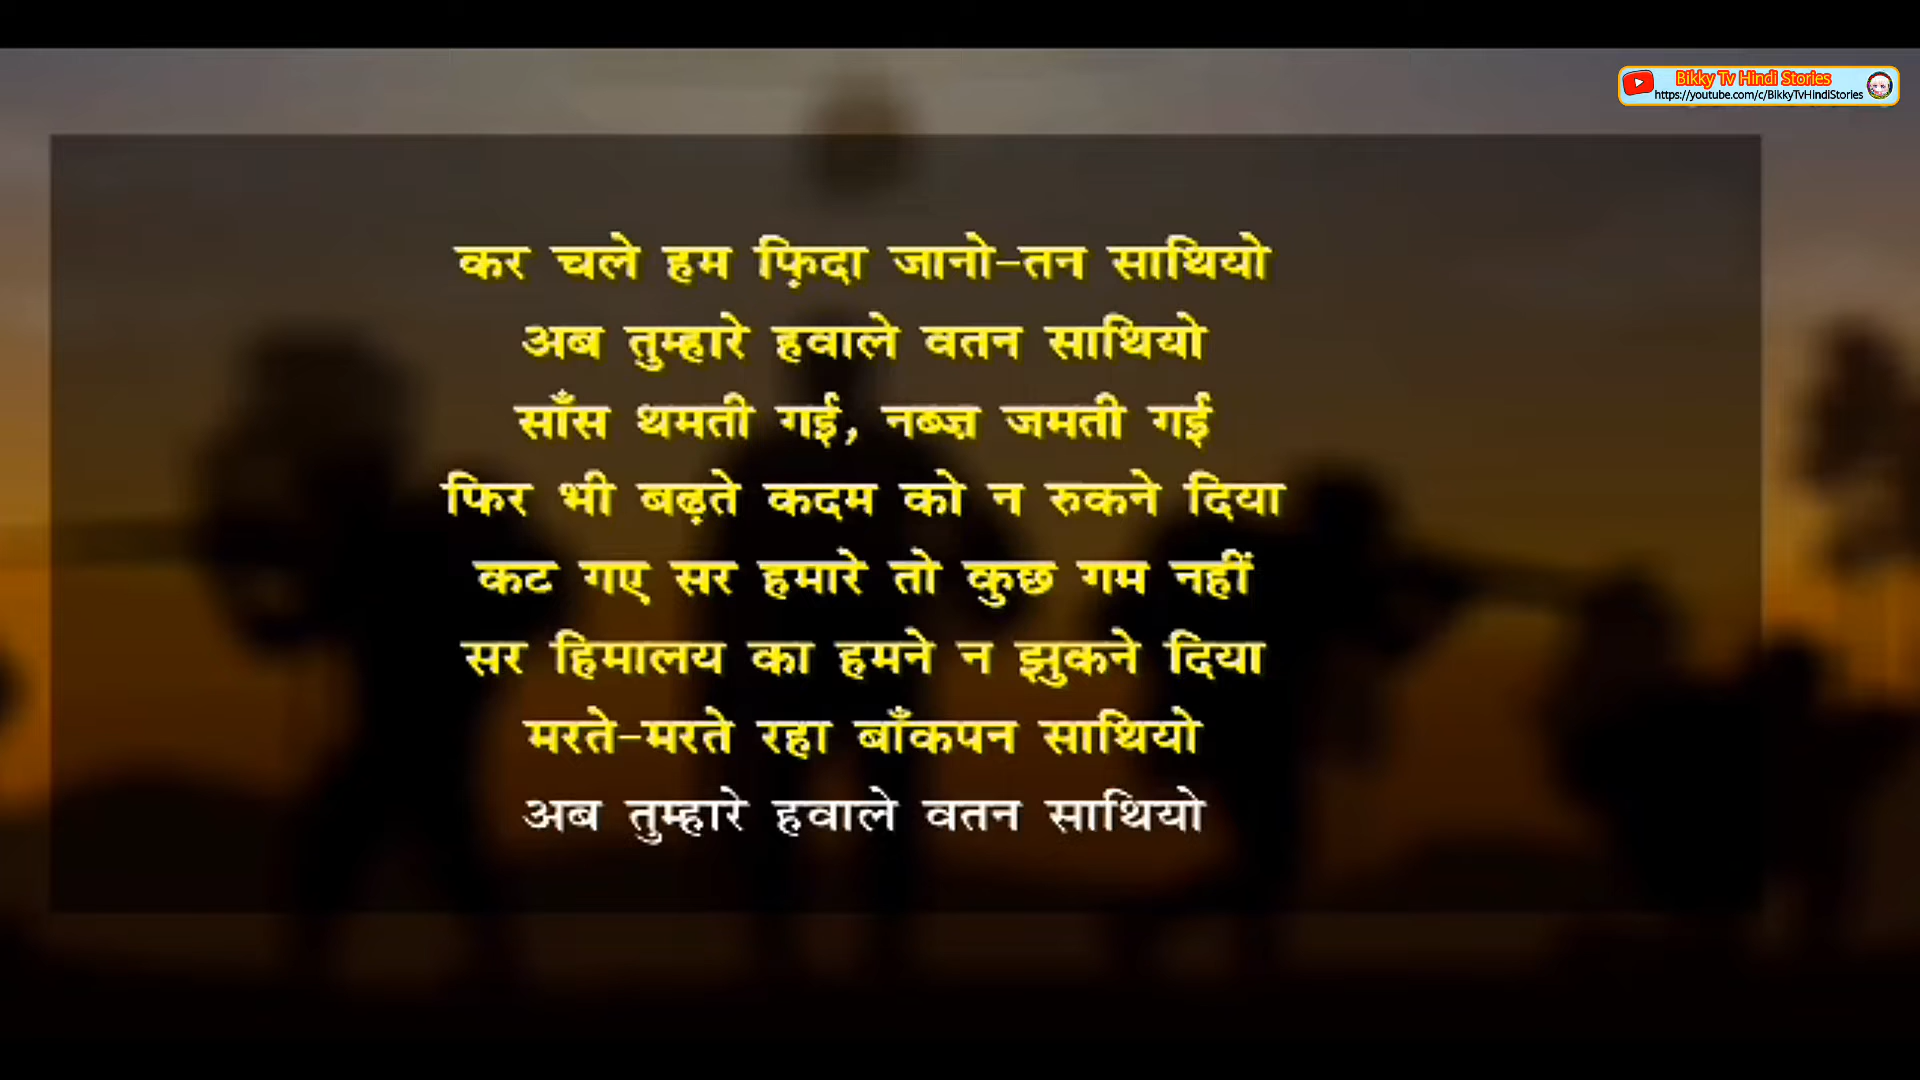 Bikky Tv Hindi Stories
https://youtube.com/c/BikkyTvHindiStories
कर चले हम फ़िदा जानो-तन साथियो
अब तुम्हारे हवाले वतन साथियो
साँस थमती गई, नब्ज़ जमती गई
फिर भी बढ़ते कदम को न रुकने दिया
कट गए सर हमारे तो कुछ गम नहीं
सर हिमालय का हमने न झुकने दिया
मरते-मरते रहा बाँकपन साथियो
अब तुम्हारे हवाले वतन साथियो